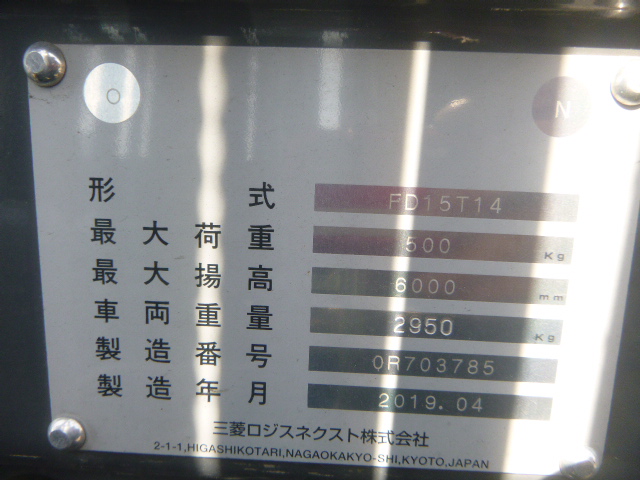 O N
形式 FD15T14
最大荷重 500 Kg
最大揚高 6000 mm
車両重量 2950 Kg
製造番号 0R703785
製造年月 2019.04
三菱ロジスネクスト株式会社
2-1-1,HIGASHIKOTARI,NAGAOKAKYO-SHI,KYOTO,JAPAN